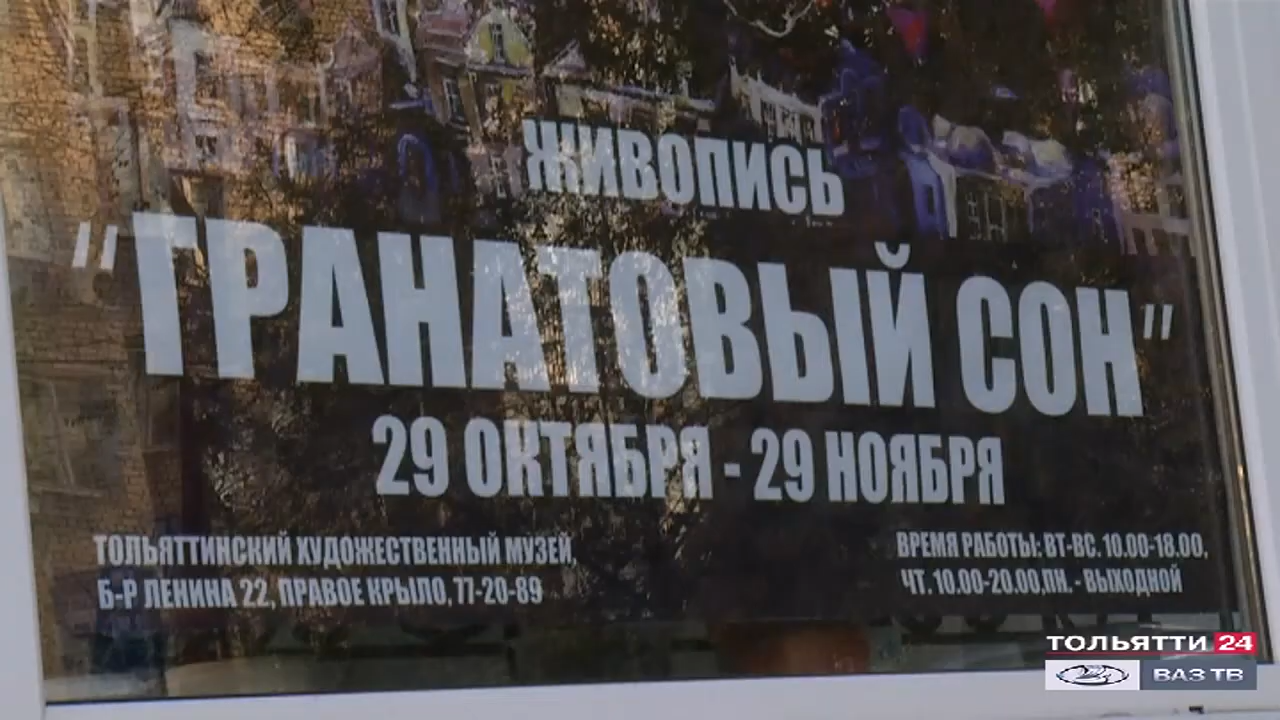 ЖИВОПИСЬ
"ГРАНАТОВЫЙ СОН"
29 ОКТЯБРЯ - 29 НОЯБРЯ
ТОЛЬЯТТИНСКИЙ ХУДОЖЕСТВЕННЫЙ МУЗЕЙ,
Б-Р ЛЕНИНА 22, ПРАВОЕ КРЫЛО, 77-20-89
ВРЕМЯ РАБОТЫ: ВТ-ВС. 10.00-18.00,
ЧТ. 10.00-20.00,ПН. - ВЫХОДНОЙ
ТОЛЬЯТТИ 24
ВАЗ ТВ